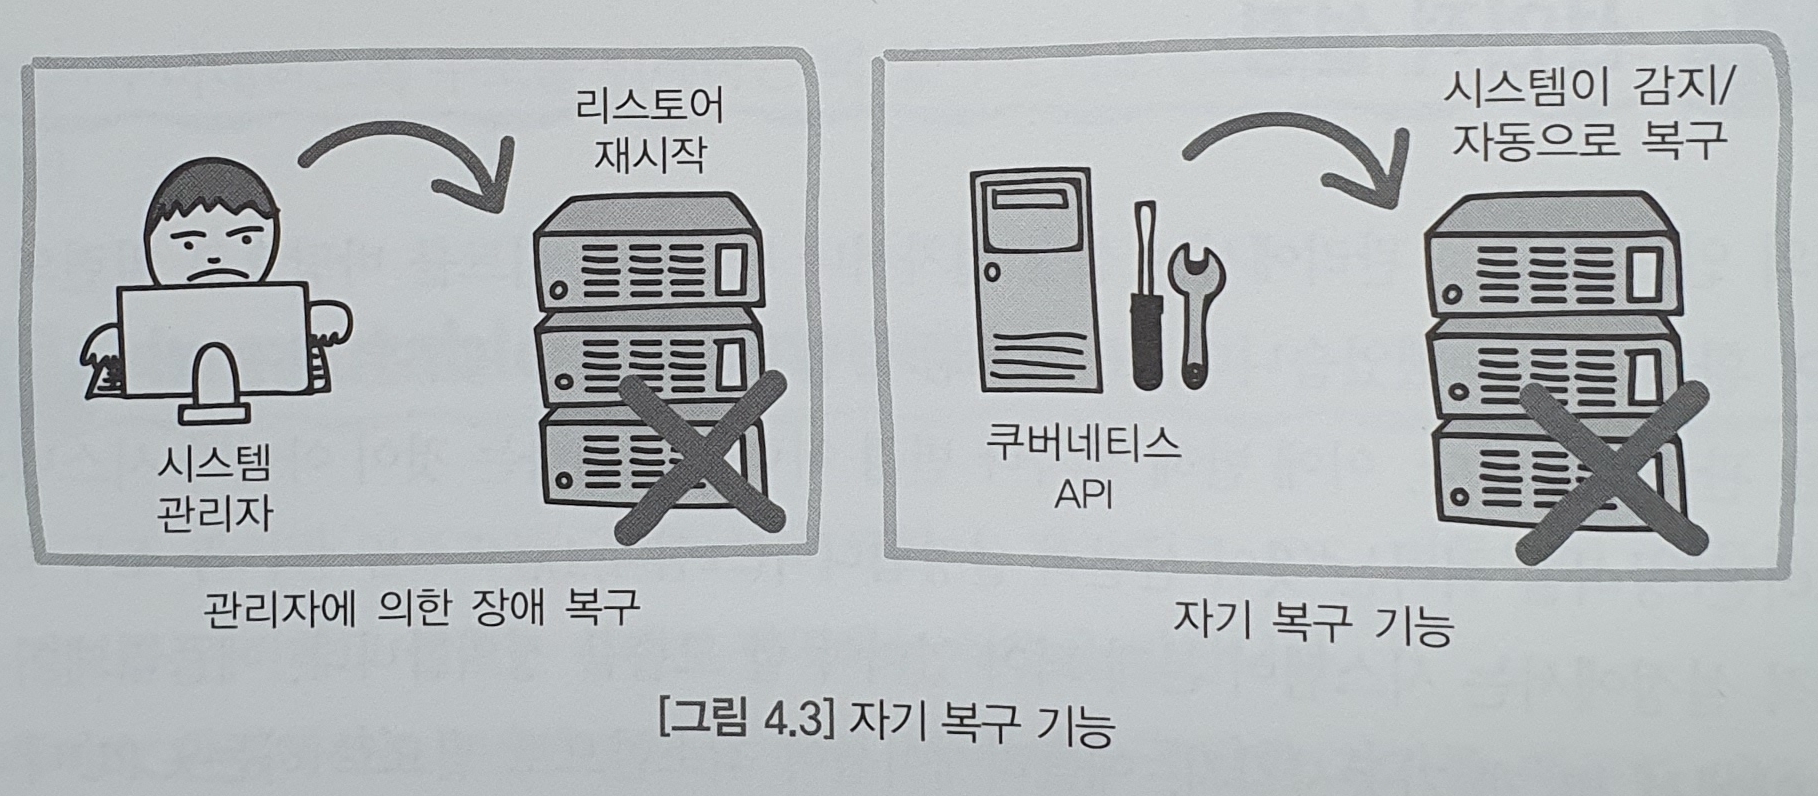 리스토어
재시작
시스템
관리자
관리자에 의한 장애 복구
시스템이 감지/
자동으로 복구
쿠버네티스
API
자기 복구 기능
[그림 4.3] 자기 복구 기능